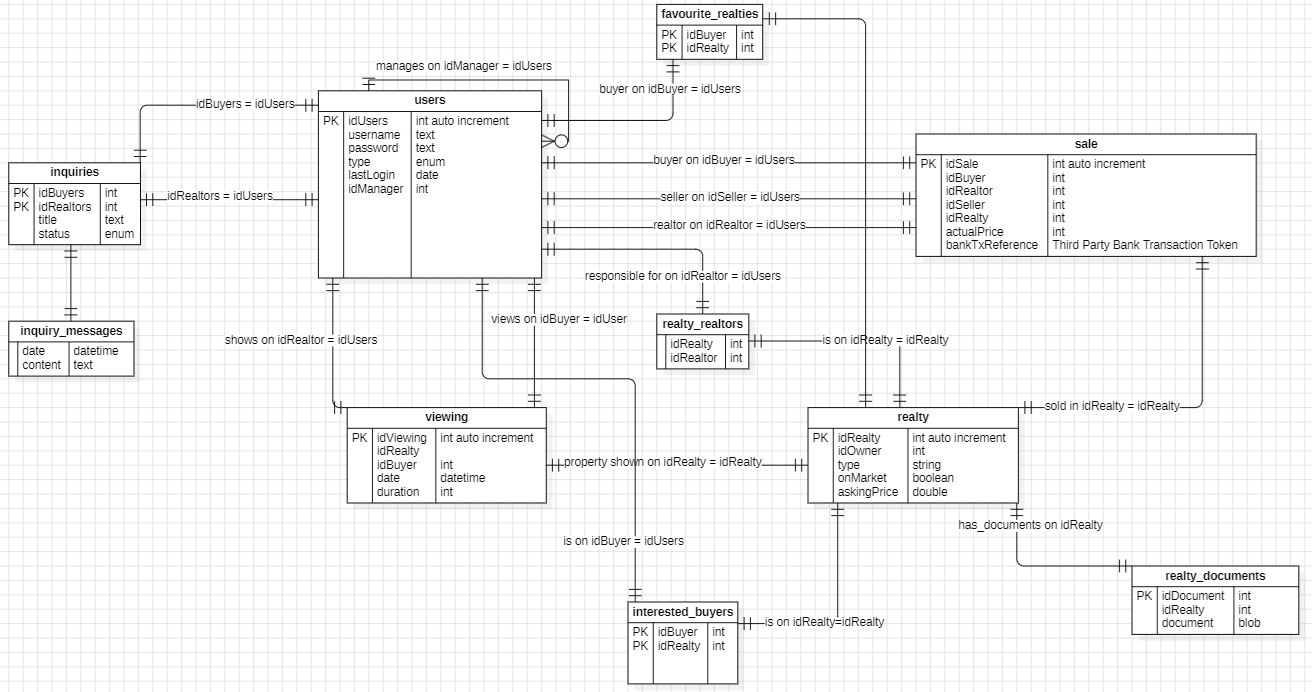 favourite_realties
PK idBuyer int
PK idRealty int
manages on idManager = idUsers
buyer on idBuyer = idUsers
users
PK idUsers int auto increment
username text
password text
type enum
lastLogin date
idManager int
idBuyers = idUsers
idRealtors = idUsers
inquiries
PK idBuyers int
PK idRealtors int
title text
status enum
buyer on idBuyer = idUsers
seller on idSeller = idUsers
realtor on idRealtor = idUsers
sale
PK idSale int auto increment
idBuyer int
idRealtor int
idSeller int
idRealty int
actualPrice int
bankTxReference Third Party Bank Transaction Token
responsible for on idRealtor = idUsers
inquiry_messages
date datetime
content text
shows on idRealtor = idUsers
views on idBuyer = idUser
realty_realtors
idRealty int
idRealtor int
is on idRealty = idRealty
viewing
PK idViewing int auto increment
idRealty
idBuyer int
date datetime
duration int
property shown on idRealty = idRealty
realty
PK idRealty int auto increment
idOwner int
type string
onMarket boolean
askingPrice double
sold in idRealty = idRealty
has_documents on idRealty
is on idBuyer = idUsers
realty_documents
PK idDocument int
idRealty int
document blob
interested_buyers
PK idBuyer int
PK idRealty int
is on idRealty=idRealty